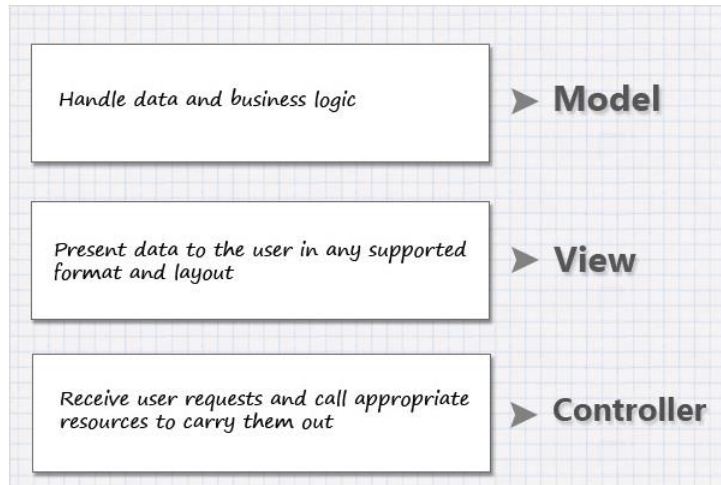 Handle data and business logic
Model
Present data to the user in any supported
format and layout
View
Receive user requests and call appropriate
resources to carry them out
Controller